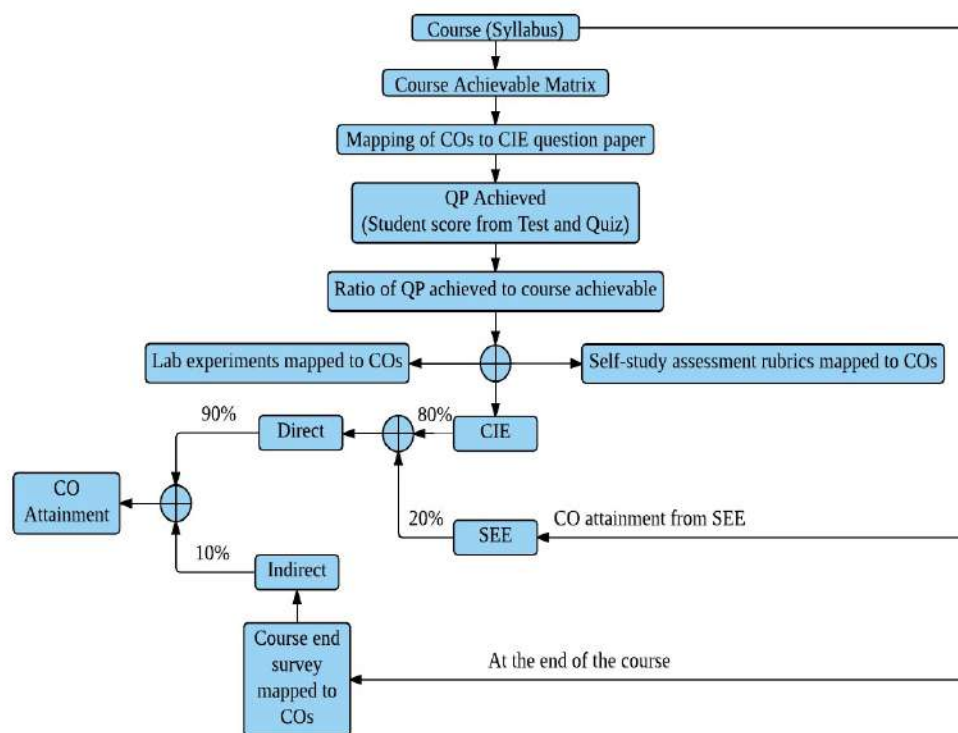 Course (Syllabus)
Course Achievable Matrix
Mapping of COs to CIE question paper
QP Achieved
(Student score from Test and Quiz)
Ratio of QP achieved to course achievable
Lab experiments mapped to COs
Self-study assessment rubrics mapped to COs
90%
Direct
80%
CIE
CO
Attainment
20%
SEE
CO attainment from SEE
10%
Indirect
Course end
survey
mapped to
COs
At the end of the course